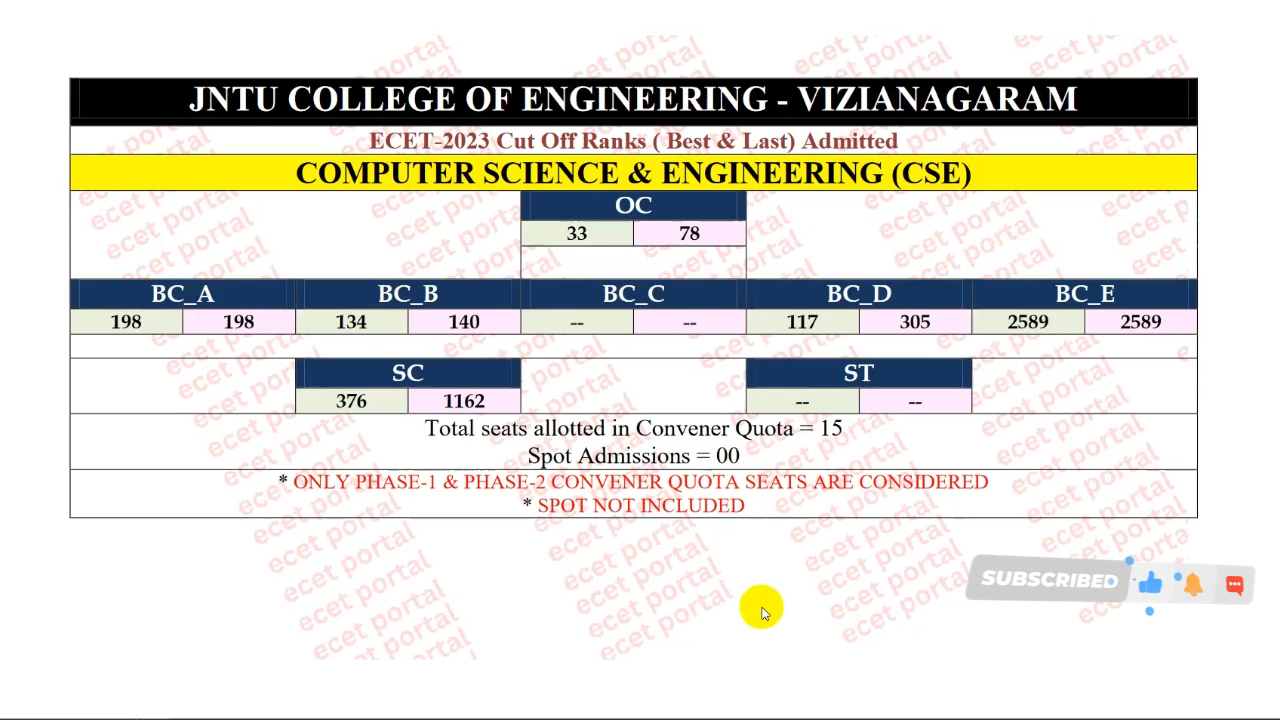 JNTU COLLEGE OF ENGINEERING - VIZIANAGARAM
ECET-2023 Cut Off Ranks ( Best & Last) Admitted
COMPUTER SCIENCE & ENGINEERING (CSE)
OC
33 78
BC_A BC_B BC_C BC_D BC_E
198 198 134 140 -- -- 117 305 2589 2589
SC ST
376 1162 -- --
Total seats allotted in Convener Quota = 15
Spot Admissions = 00
* ONLY PHASE-1 & PHASE-2 CONVENER QUOTA SEATS ARE CONSIDERED
* SPOT NOT INCLUDED
SUBSCRIBED
ecet portal